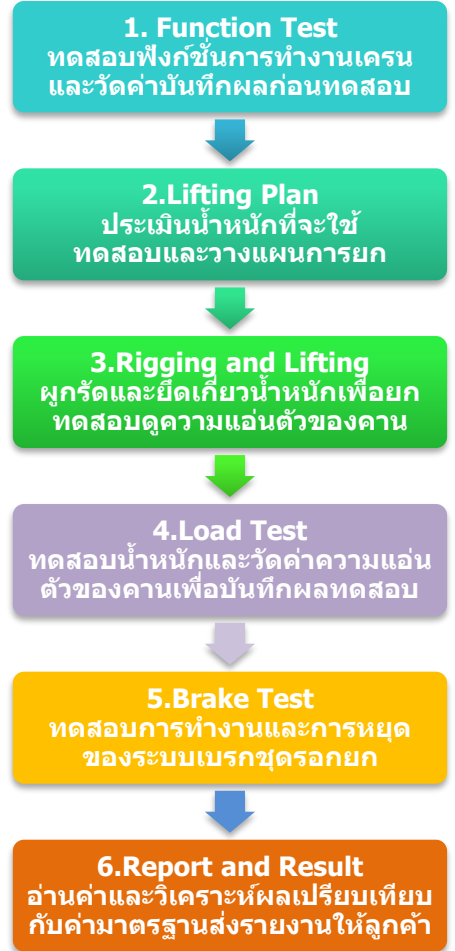 1. Function Test
ทดสอบฟังก์ชั่นการทำงานเครน
และวัดค่าบันทึกผลก่อนทดสอบ
2.Lifting Plan
ประเมินน้ำหนักที่จะใช้
ทดสอบและวางแผนการยก
3.Rigging and Lifting
ผูกรัดและยึดเกี่ยวน้ำหนักเพื่อยก
ทดสอบดูความแอ่นตัวของคาน
4.Load Test
ทดสอบน้ำหนักและวัดค่าความแอ่น
ตัวของคานเพื่อบันทึกผลทดสอบ
5.Brake Test
ทดสอบการทำงานและการหยุด
ของระบบเบรกชุดรอกยก
6.Report and Result
อ่านค่าและวิเคราะห์ผลเปรียบเทียบ
กับค่ามาตรฐานส่งรายงานให้ลูกค้า